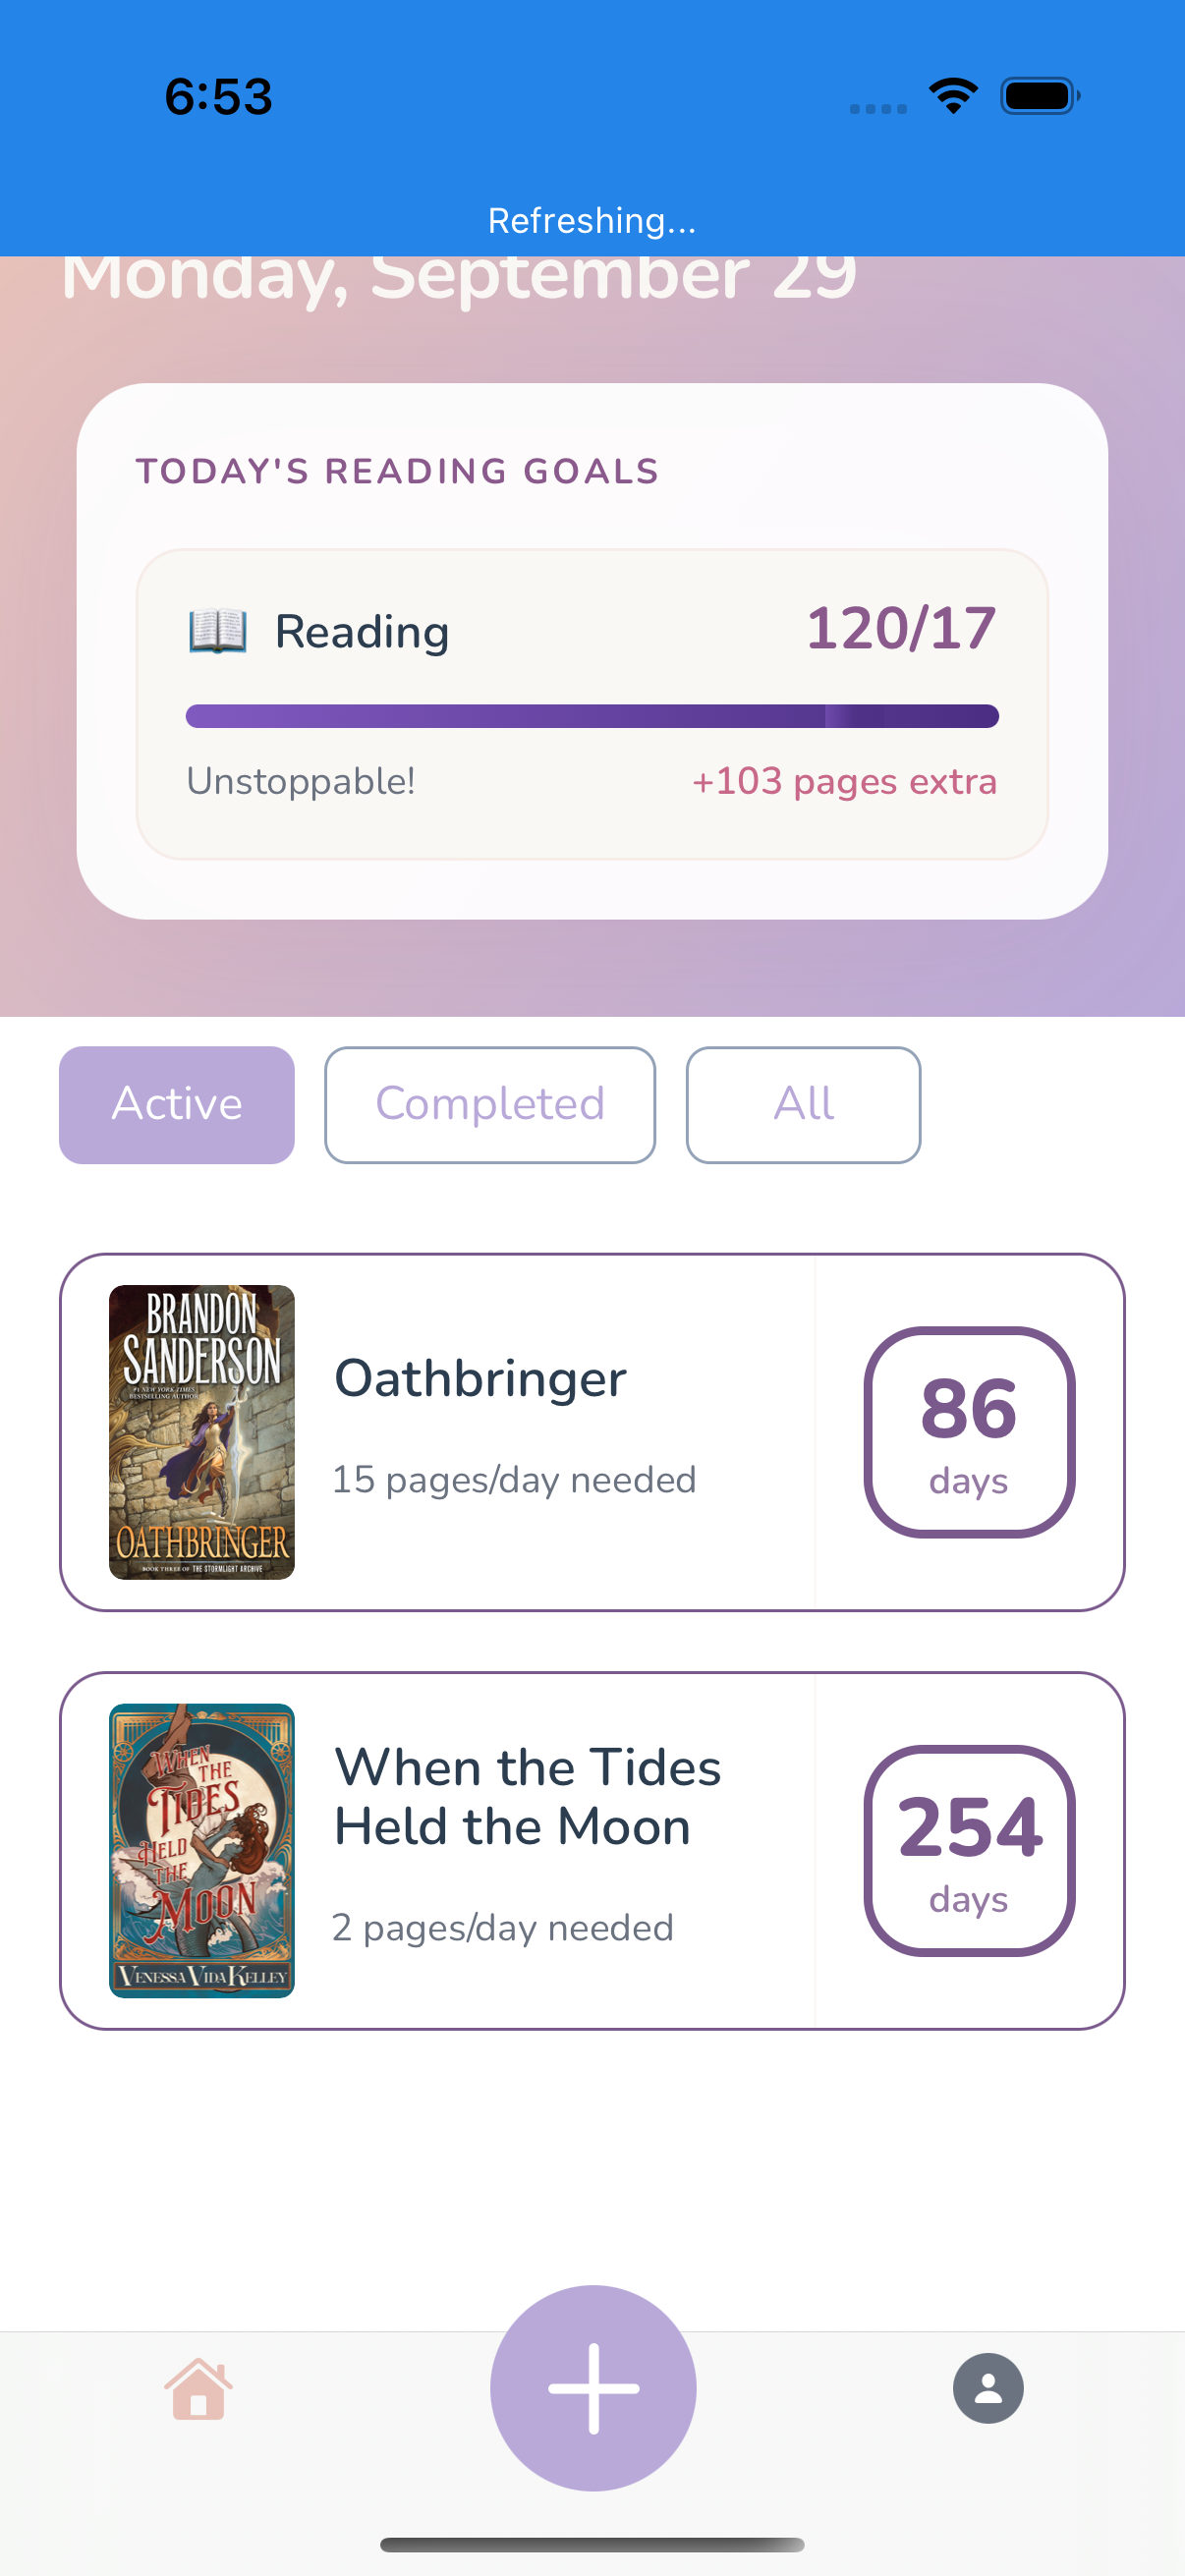 6:53
Refreshing...
Monday, September 29
TODAY'S READING GOALS
📖 Reading 120/17
Unstoppable! +103 pages extra
Active Completed All
BRANDON
SANDERSON
#1 NEW YORK TIMES
BESTSELLING AUTHOR
OATHBRINGER
BOOK THREE OF THE STORMLIGHT ARCHIVE
Oathbringer
15 pages/day needed
86
days
WHEN
THE
TIDES
HELD
THE
MOON
VENESSA VIDA KELLEY
When the Tides
Held the Moon
2 pages/day needed
254
days